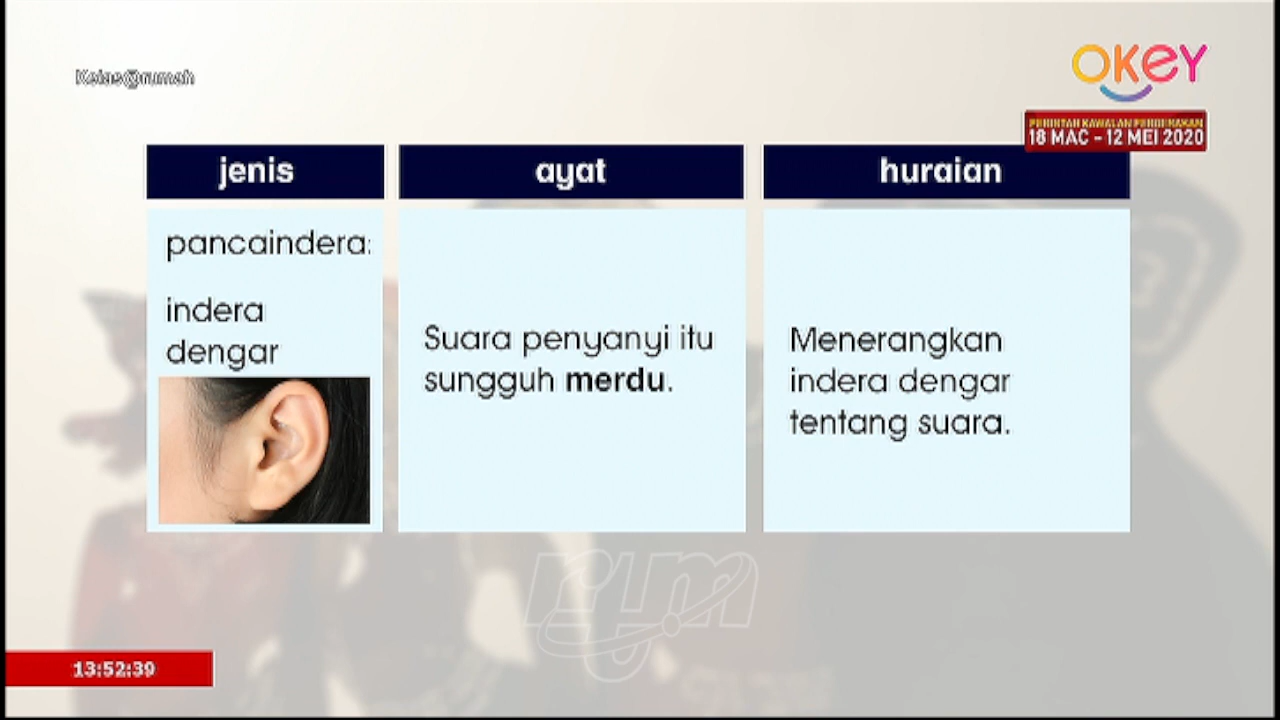 Kelas@rumah
OKEY
PERINTAH KAWALAN PERGERAKAN
18 MAC - 12 MEI 2020
jenis
ayat
huraian
pancaindera:
indera
dengar
Suara penyanyi itu
sungguh merdu.
Menerangkan
indera dengar
tentang suara.
rtm
13:52:39